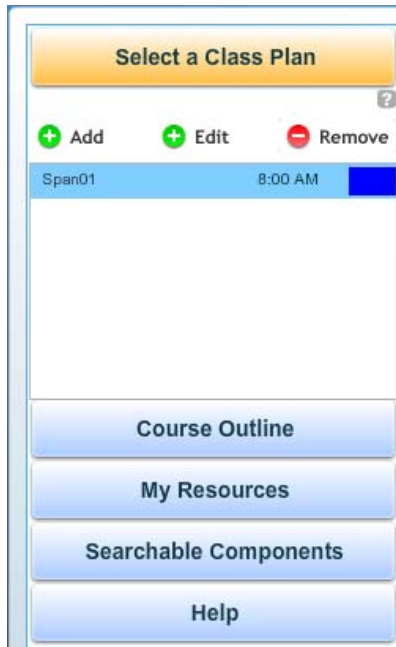 Select a Class Plan
?
Add Edit Remove
Span01 8:00 AM
Course Outline
My Resources
Searchable Components
Help